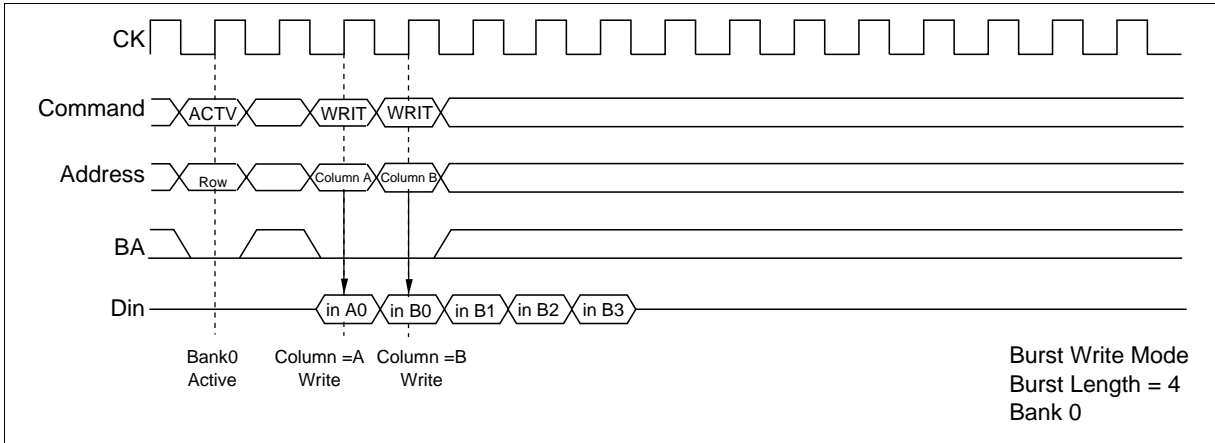 CK
Command
ACTV
WRIT
WRIT
Address
Row
Column A
Column B
BA
Din
in A0
in B0
in B1
in B2
in B3
Bank0
Active
Column =A
Write
Column =B
Write
Burst Write Mode
Burst Length = 4
Bank 0